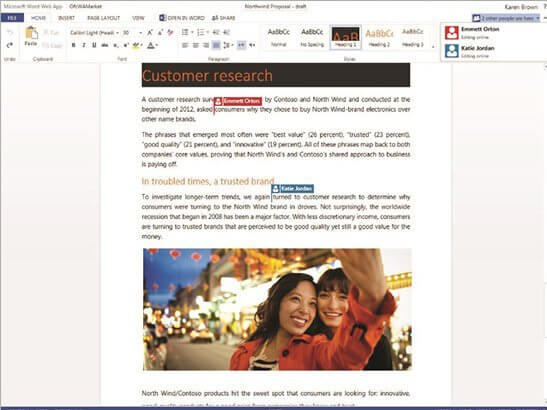 Microsoft Word Web App Northwind Proposal - draft Karen Brown
FILE HOME INSERT PAGE LAYOUT VIEW OPEN IN WORD SHARE 2 other people are here
Emmett Orton
Editing online
Katie Jordan
Editing online
Calibri Light (Headi 30
AaBbCc AaBbCc AaB AaBbCc AaBbCc
Normal No Spacing Heading 1 Heading 2 Heading 3
Undo Clipboard Font Paragraph Styles
Customer research
Emmett Orton
A customer research sur by Contoso and North Wind and conducted at the
beginning of 2012, asked consumers why they chose to buy North Wind-brand electronics over
other name brands.
The phrases that emerged most often were "best value" (26 percent), "trusted" (23 percent),
"good quality" (21 percent), and "innovative" (19 percent). All of these phrases map back to both
companies' core values, proving that North Wind's and Contoso's shared approach to business
is paying off.
In troubled times, a trusted brand
Katie Jordan
To investigate longer-term trends, we again turned to customer research to determine why
consumers were turning to the North Wind brand in droves. Not surprisingly, the worldwide
recession that began in 2008 has been a major factor. With less discretionary income, consumers
are turning to trusted brands that are perceived to be good quality yet still a good value for the
money.
North Wind/Contoso products hit the sweet spot that consumers are looking for: innovative,